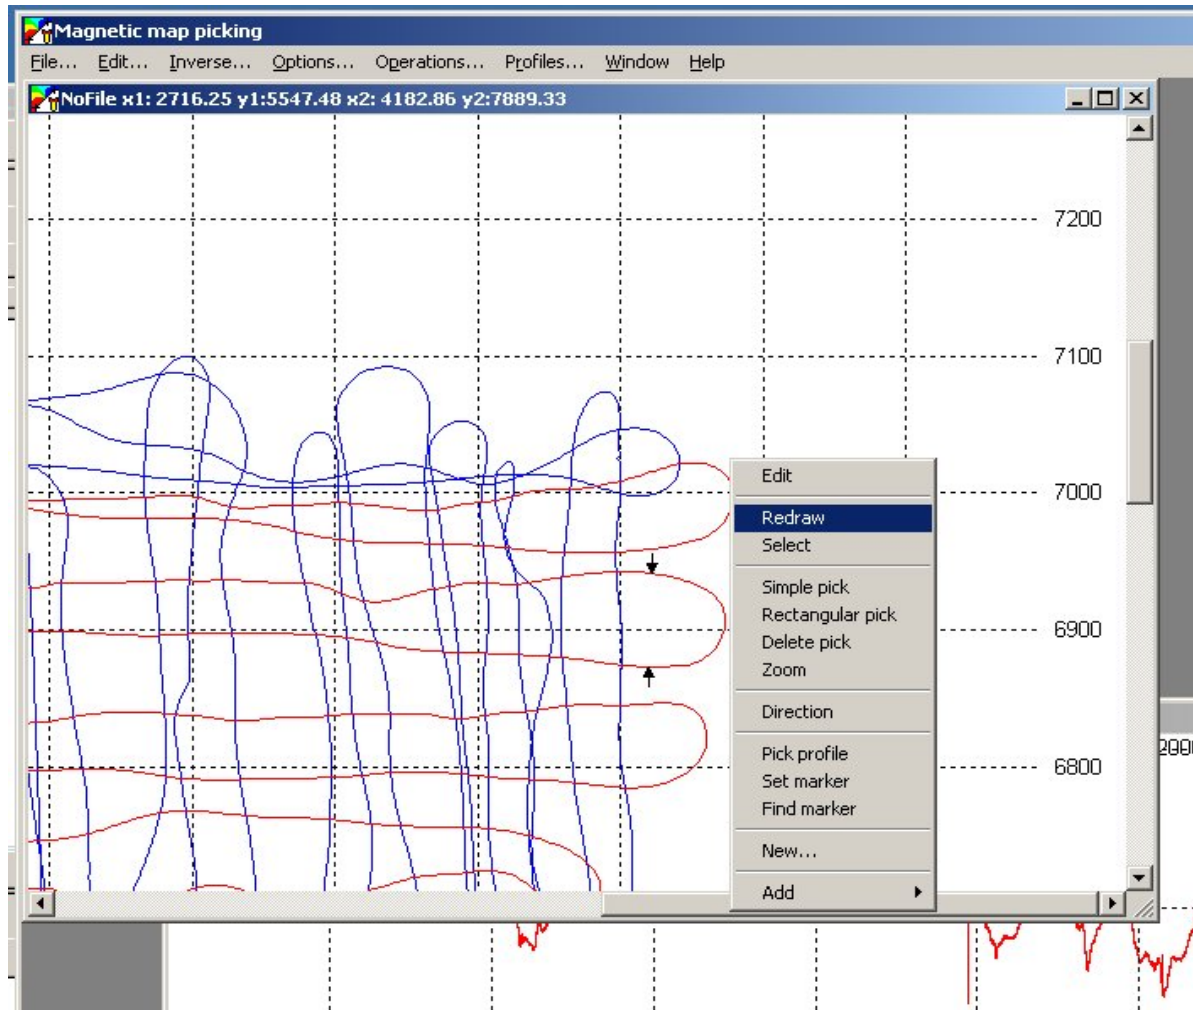 Magnetic map picking
File... Edit... Inverse... Options... Operations... Profiles... Window Help
NoFile x1: 2716.25 y1:5547.48 x2: 4182.86 y2:7889.33
7200
7100
7000
6900
6800
Edit
Redraw
Select
Simple pick
Rectangular pick
Delete pick
Zoom
Direction
Pick profile
Set marker
Find marker
New...
Add